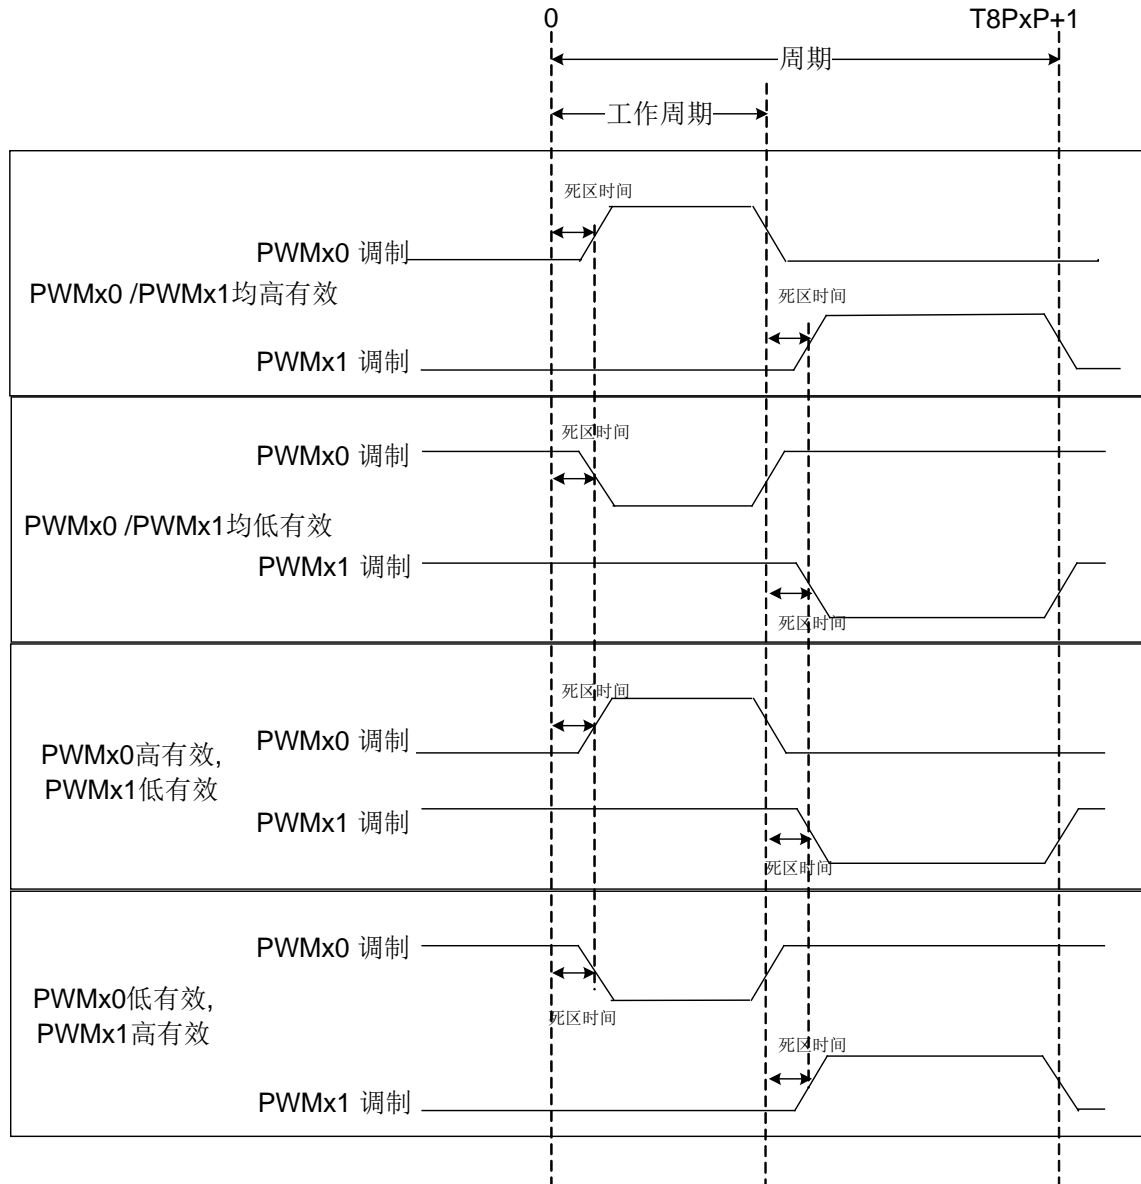 0
T8PxP+1
周期
工作周期
死区时间
PWMx0 调制
PWMx0 /PWMx1均高有效
死区时间
PWMx1 调制
死区时间
PWMx0 调制
PWMx0 /PWMx1均低有效
PWMx1 调制
死区时间
死区时间
PWMx0高有效,
PWMx1低有效
PWMx0 调制
PWMx1 调制
死区时间
PWMx0 调制
PWMx0低有效,
PWMx1高有效
死区时间
死区时间
PWMx1 调制